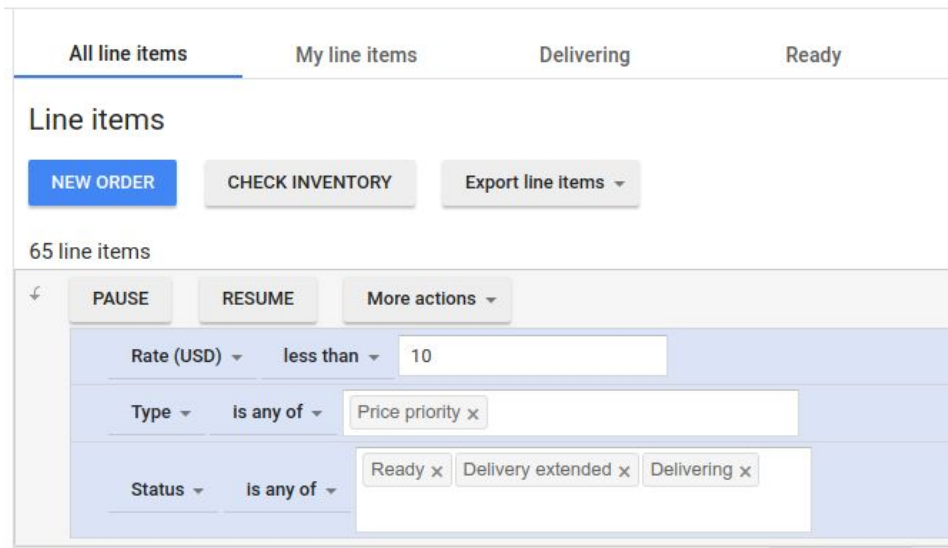 All line items My line items Delivering Ready
Line items
NEW ORDER CHECK INVENTORY Export line items
65 line items
PAUSE RESUME More actions
Rate (USD) less than 10
Type is any of Price priority x
Status is any of Ready x Delivery extended x Delivering x